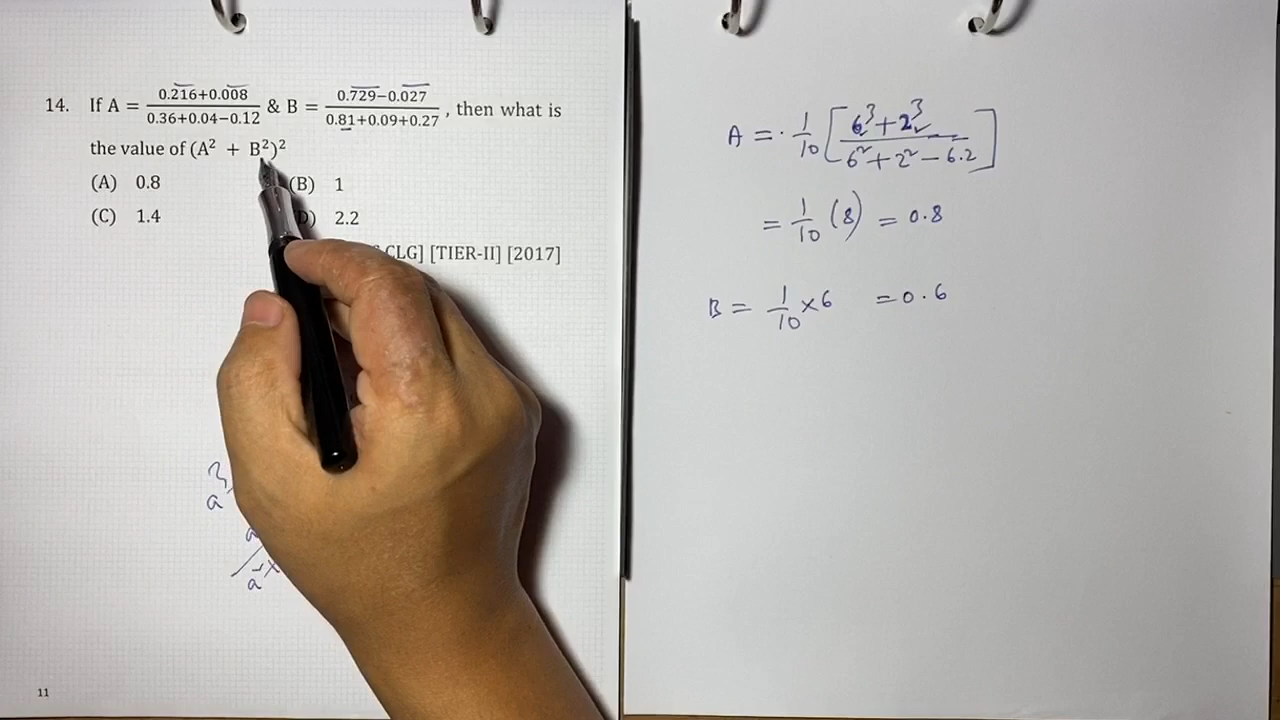 14. If A = (0.216+0.008)/(0.36+0.04−0.12) & B = (0.729−0.027)/(0.81+0.09+0.27) , then what is
the value of (A² + B²)²
(A) 0.8 (B) 1
(C) 1.4 D) 2.2
CLG] [TIER-II] [2017]
a
a
11
A = 1/10 [(6³+2³)/(6²+2²−6.2)]
= 1/10 (8) = 0.8
B = 1/10 ×6 = 0.6